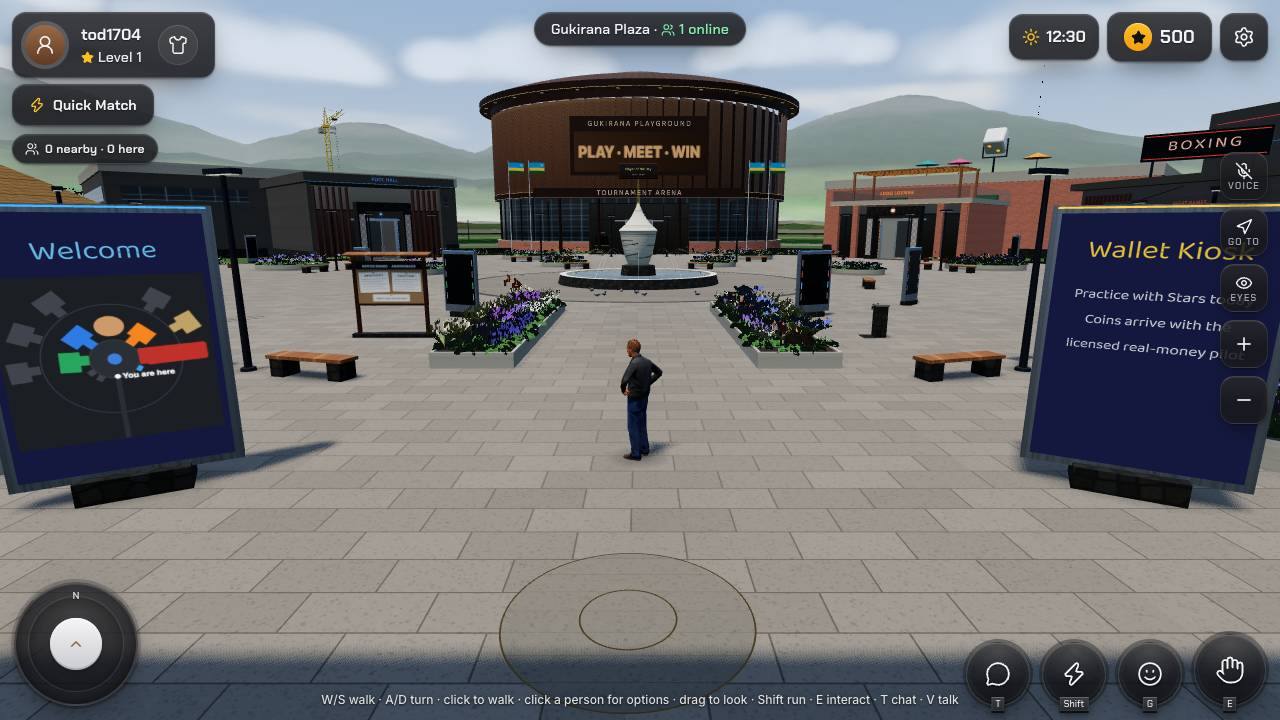 tod1704
Level 1
Gukirana Plaza · 1 online
12:30
500
Quick Match
0 nearby · 0 here
GUKIRANA PLAYGROUND
PLAY · MEET · WIN
TOURNAMENT ARENA
BOXING
VOICE
GO TO
EYES
Welcome
You are here
Wallet Kiosk
Practice with Stars to
Coins arrive with the
licensed real-money pilot
N
W/S walk · A/D turn · click to walk · click a person for options · drag to look · Shift run · E interact · T chat · V talk
T
Shift
G
E